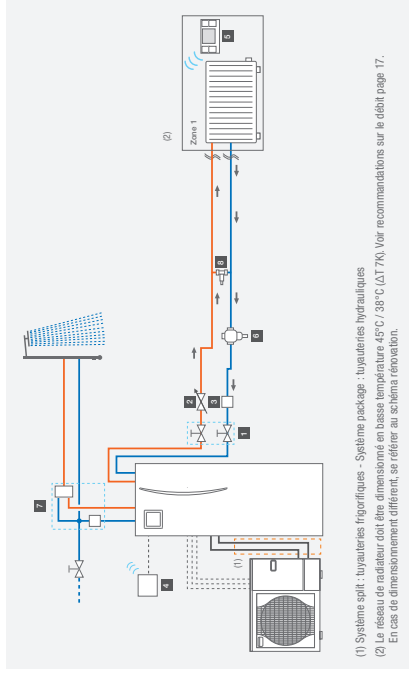 (2)
Zone 1
5
8
6
2
3
1
7
4
(1)
(1) Système split : tuyauteries frigorifiques - Système package : tuyauteries hydrauliques
(2) Le réseau de radiateur doit être dimensionné en basse température 45°C / 38°C (ΔT 7K). Voir recommandations sur le débit page 17.
En cas de dimensionnement différent, se référer au schéma rénovation.